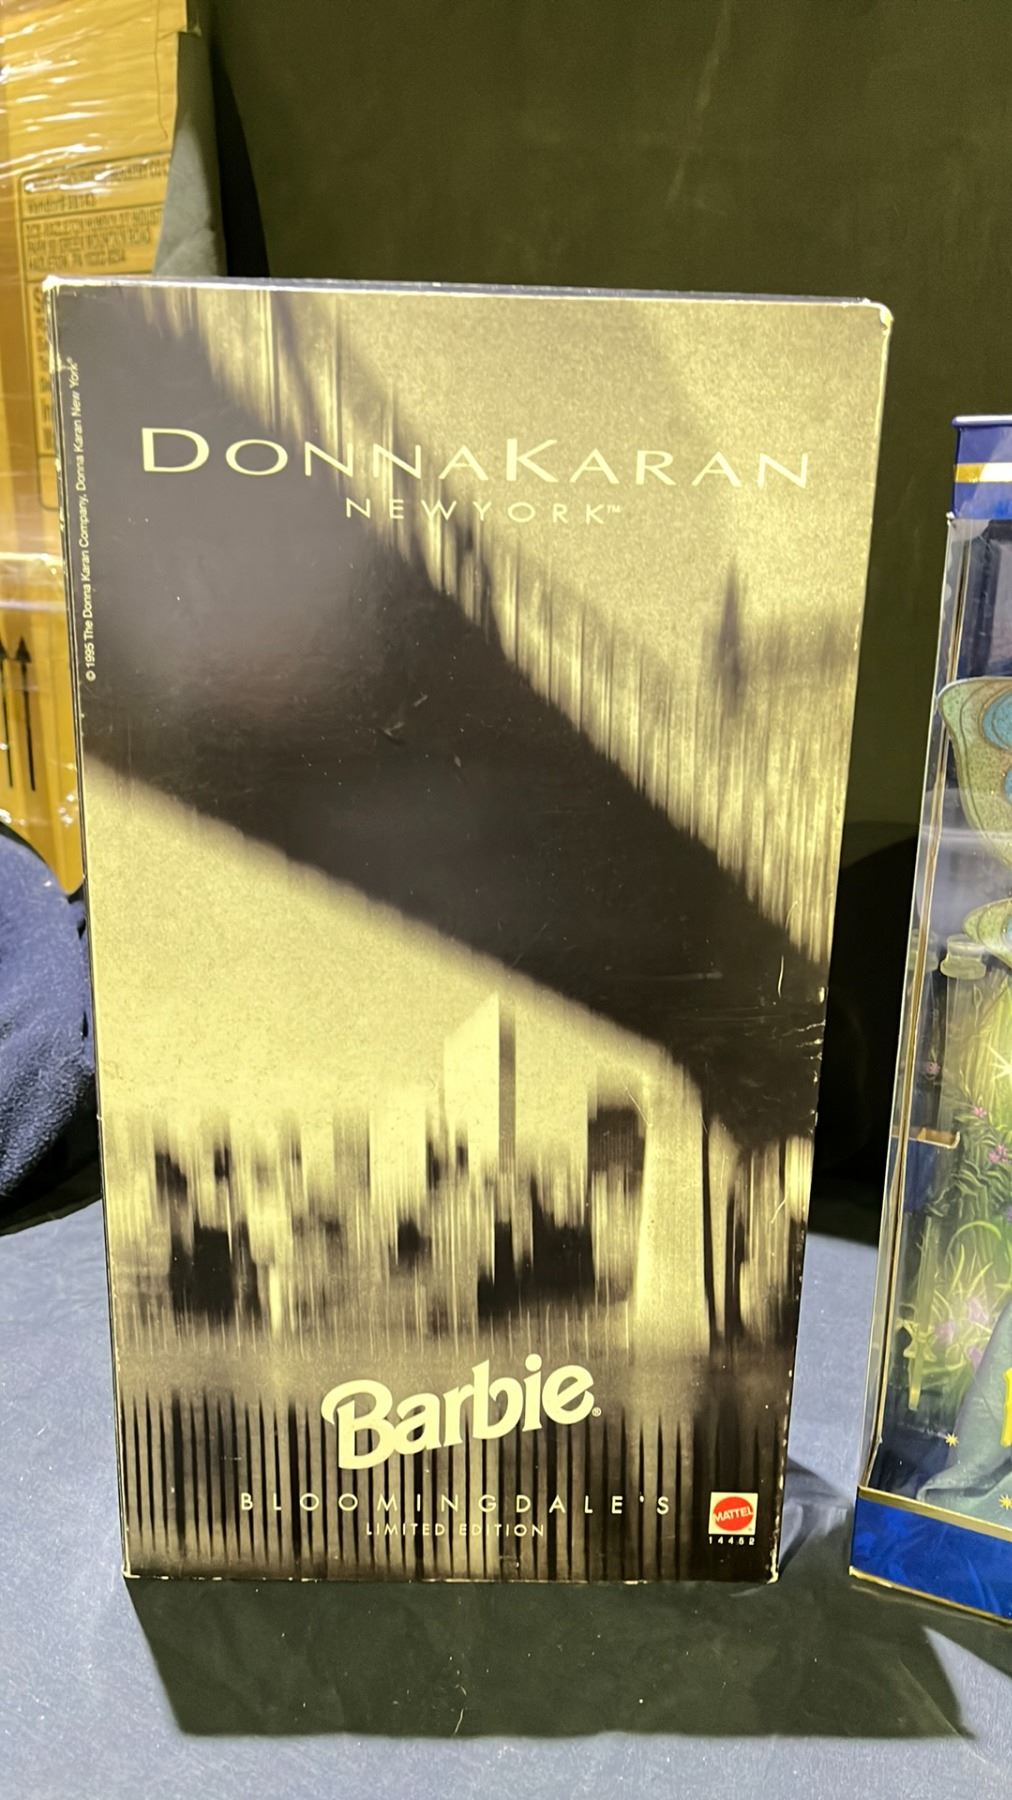 DONNAKARAN
NEWYORK™
© 1995 The Donna Karan Company, Donna Karan New York®
Barbie®
BLOOMINGDALE'S
LIMITED EDITION
MATTEL
14452